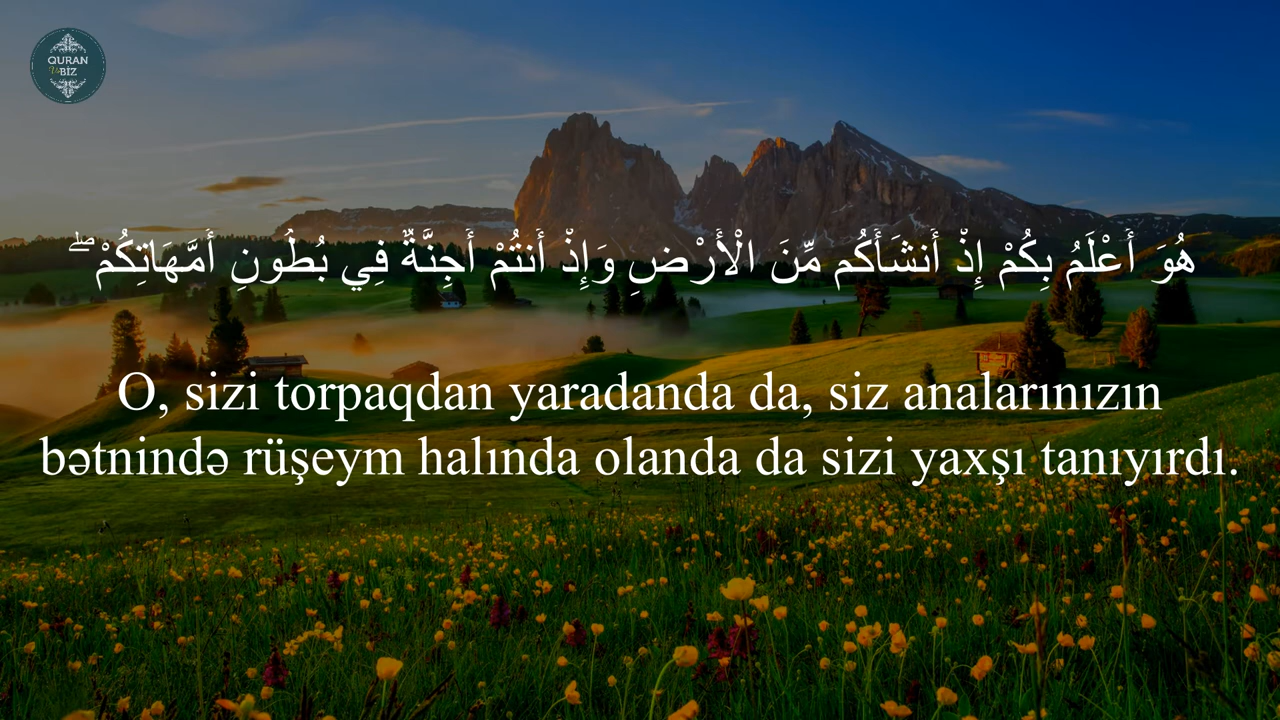 QURAN
Və BİZ
هُوَ أَعْلَمُ بِكُمْ إِذْ أَنشَأَكُم مِّنَ الْأَرْضِ وَإِذْ أَنتُمْ أَجِنَّةٌ فِي بُطُونِ أُمَّهَاتِكُمْ ۖ
O, sizi torpaqdan yaradanda da, siz analarınızın
bətnində rüşeym halında olanda da sizi yaxşı tanıyırdı.